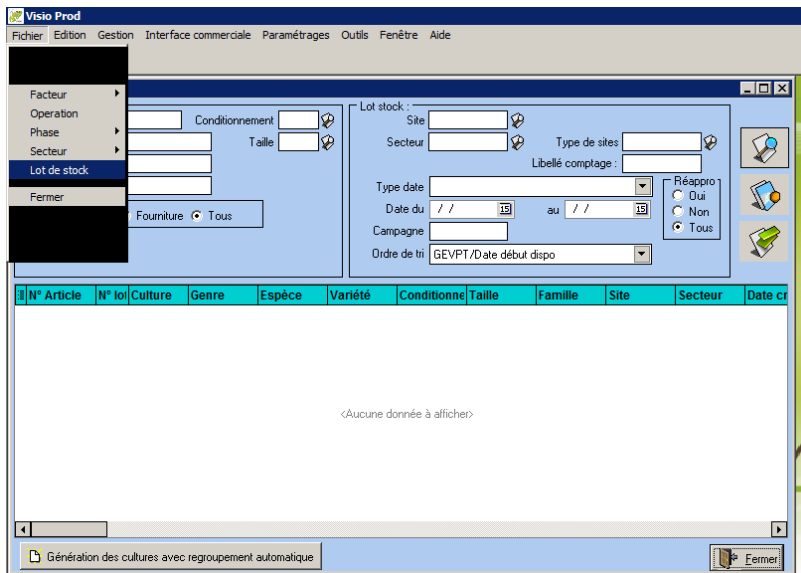 Visio Prod
Fichier Edition Gestion Interface commerciale Paramétrages Outils Fenêtre Aide
Facteur
Operation
Phase
Secteur
Lot de stock
Fermer
Conditionnement
Taille
Fourniture Tous
Lot stock :
Site
Secteur Type de sites
Libellé comptage :
Type date
Date du / / 15 au / / 15
Campagne
Ordre de tri GEVPT/Date début dispo
Réappro
Oui
Non
Tous
N° Article N° lot Culture Genre Espèce Variété Conditionne Taille Famille Site Secteur Date cr
<Aucune donnée à afficher>
Génération des cultures avec regroupement automatique
Fermer